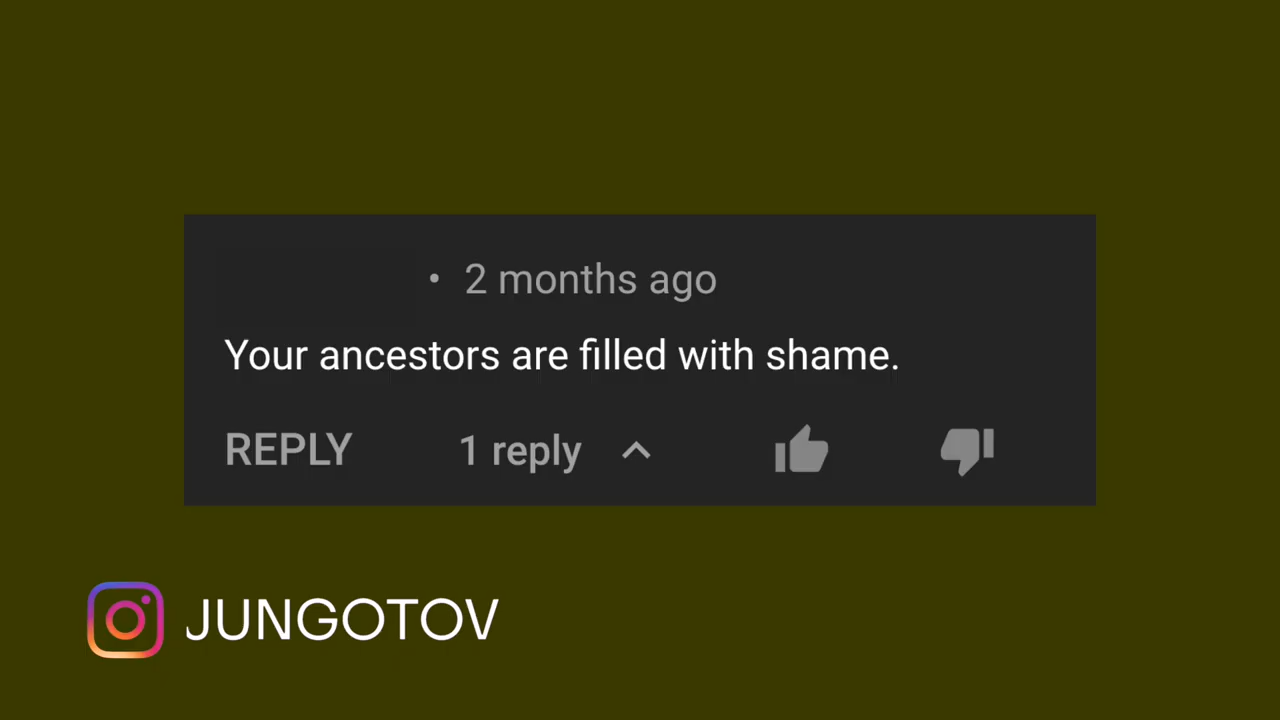 • 2 months ago
Your ancestors are filled with shame.
REPLY 1 reply
JUNGOTOV